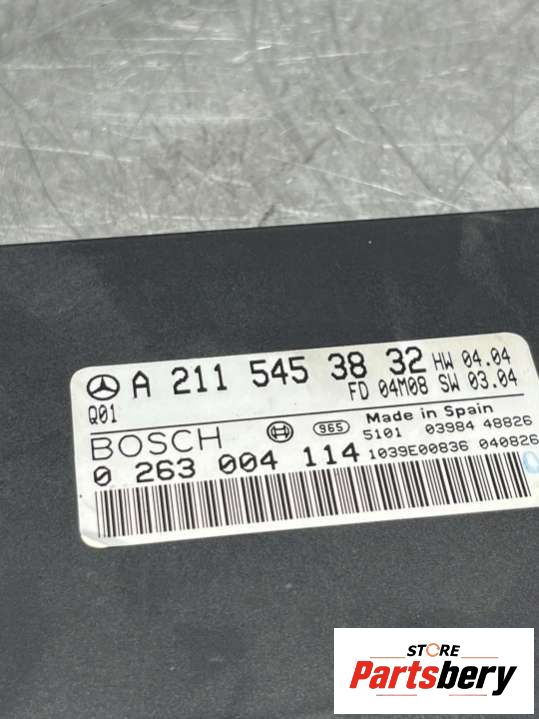 A 211 545 38 32 HW 04.04
Q01 FD 04M08 SW 03.04
BOSCH 965 Made in Spain
5101 03984 48826
0 263 004 114 1039E00836 040826
STORE
Partsbery